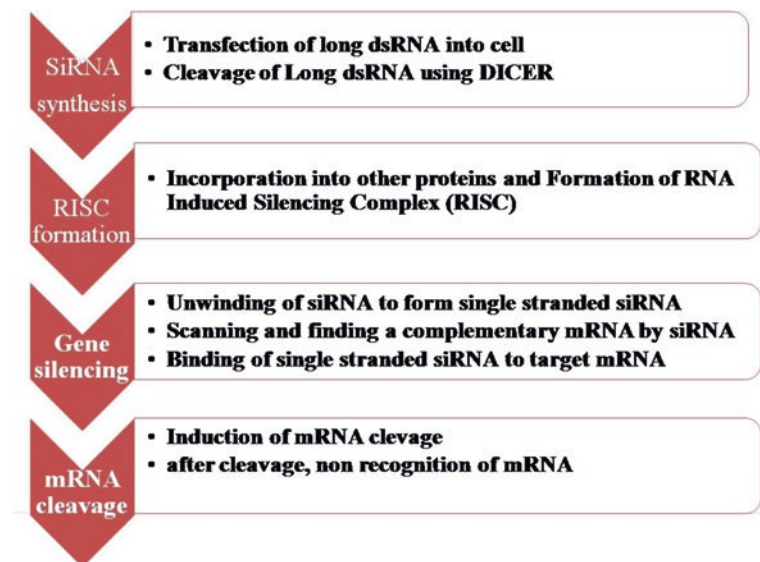 SiRNA
synthesis
• Transfection of long dsRNA into cell
• Cleavage of Long dsRNA using DICER
RISC
formation
• Incorporation into other proteins and Formation of RNA
Induced Silencing Complex (RISC)
Gene
silencing
• Unwinding of siRNA to form single stranded siRNA
• Scanning and finding a complementary mRNA by siRNA
• Binding of single stranded siRNA to target mRNA
mRNA
cleavage
• Induction of mRNA clevage
• after cleavage, non recognition of mRNA